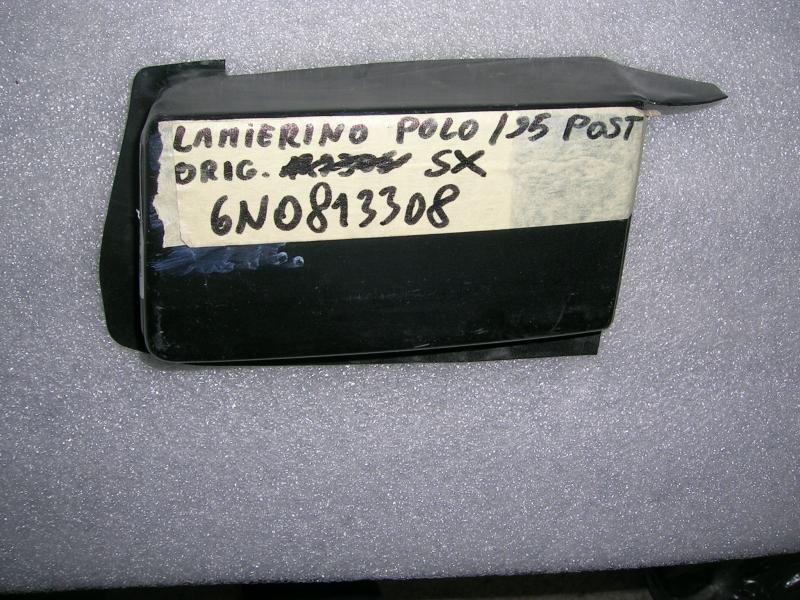 LAMIERINO POLO /95 POST
ORIG. SX
6N0813308